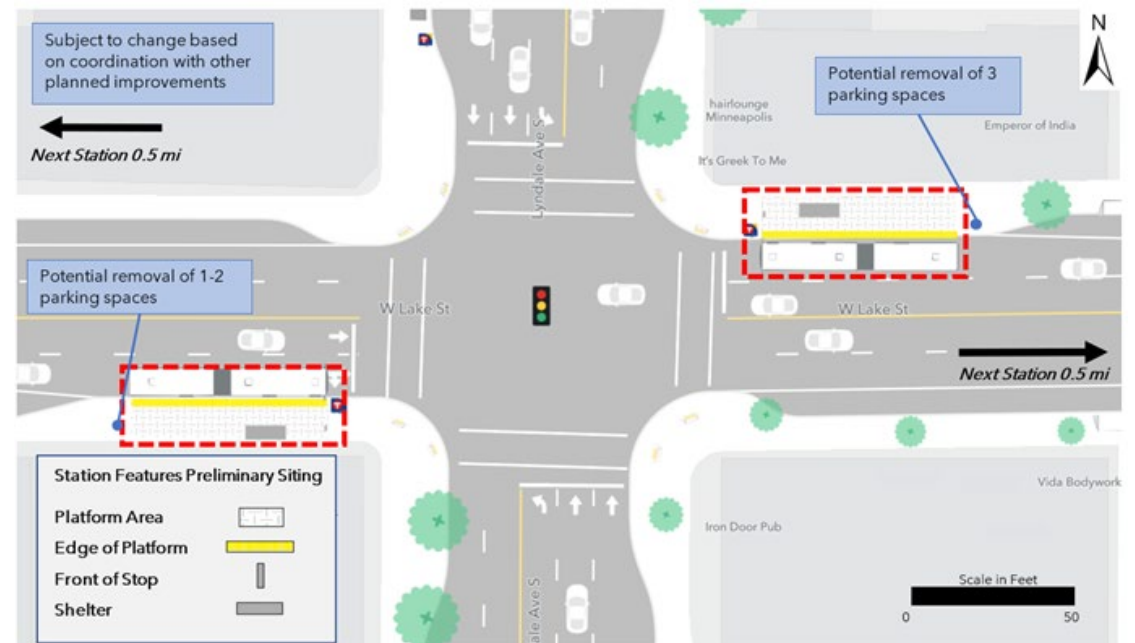 Subject to change based
on coordination with other
planned improvements
Next Station 0.5 mi
N
Potential removal of 3
parking spaces
hairlounge
Minneapolis
Emperor of India
It's Greek To Me
Lyndale Ave S
Potential removal of 1-2
parking spaces
W Lake St
W Lake St
Next Station 0.5 mi
Station Features Preliminary Siting
Platform Area
Edge of Platform
Front of Stop
Shelter
Vida Bodywork
Iron Door Pub
ale Ave S
Scale in Feet
0
50